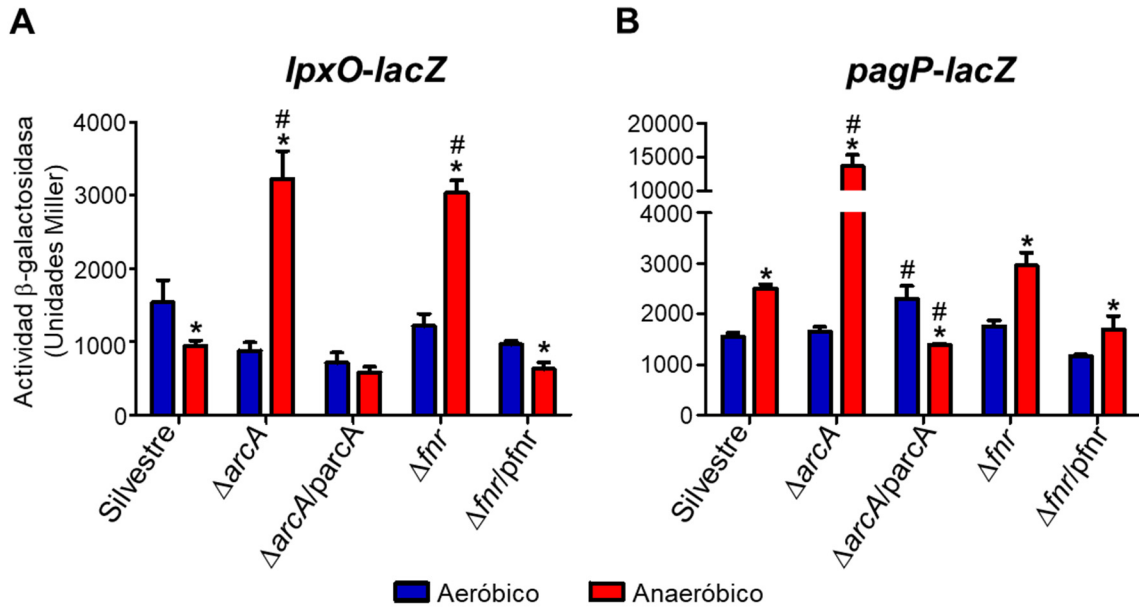 A
B
lpxO-lacZ
pagP-lacZ
Actividad β-galactosidasa
(Unidades Miller)
4000
3000
2000
1000
0
20000
15000
10000
4000
3000
2000
1000
0
*
#
*
#
*
*
*
#
*
#
#
*
*
*
Silvestre
ΔarcA
ΔarcA/parcA
Δfnr
Δfnr/pfnr
Silvestre
ΔarcA
ΔarcA/parcA
Δfnr
Δfnr/pfnr
Aeróbico
Anaeróbico